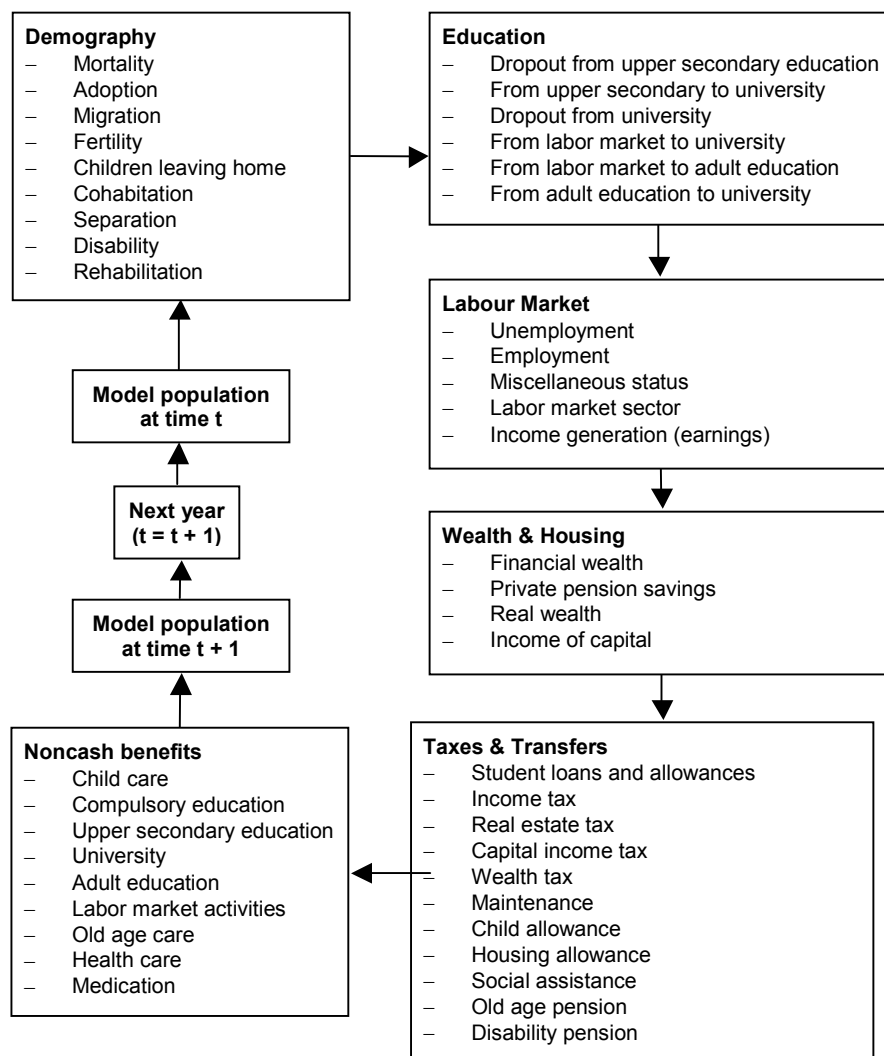 Demography
– Mortality
– Adoption
– Migration
– Fertility
– Children leaving home
– Cohabitation
– Separation
– Disability
– Rehabilitation
Education
– Dropout from upper secondary education
– From upper secondary to university
– Dropout from university
– From labor market to university
– From labor market to adult education
– From adult education to university
Labour Market
– Unemployment
– Employment
– Miscellaneous status
– Labor market sector
– Income generation (earnings)
Wealth & Housing
– Financial wealth
– Private pension savings
– Real wealth
– Income of capital
Taxes & Transfers
– Student loans and allowances
– Income tax
– Real estate tax
– Capital income tax
– Wealth tax
– Maintenance
– Child allowance
– Housing allowance
– Social assistance
– Old age pension
– Disability pension
Noncash benefits
– Child care
– Compulsory education
– Upper secondary education
– University
– Adult education
– Labor market activities
– Old age care
– Health care
– Medication
Model population
at time t + 1
Next year
(t = t + 1)
Model population
at time t